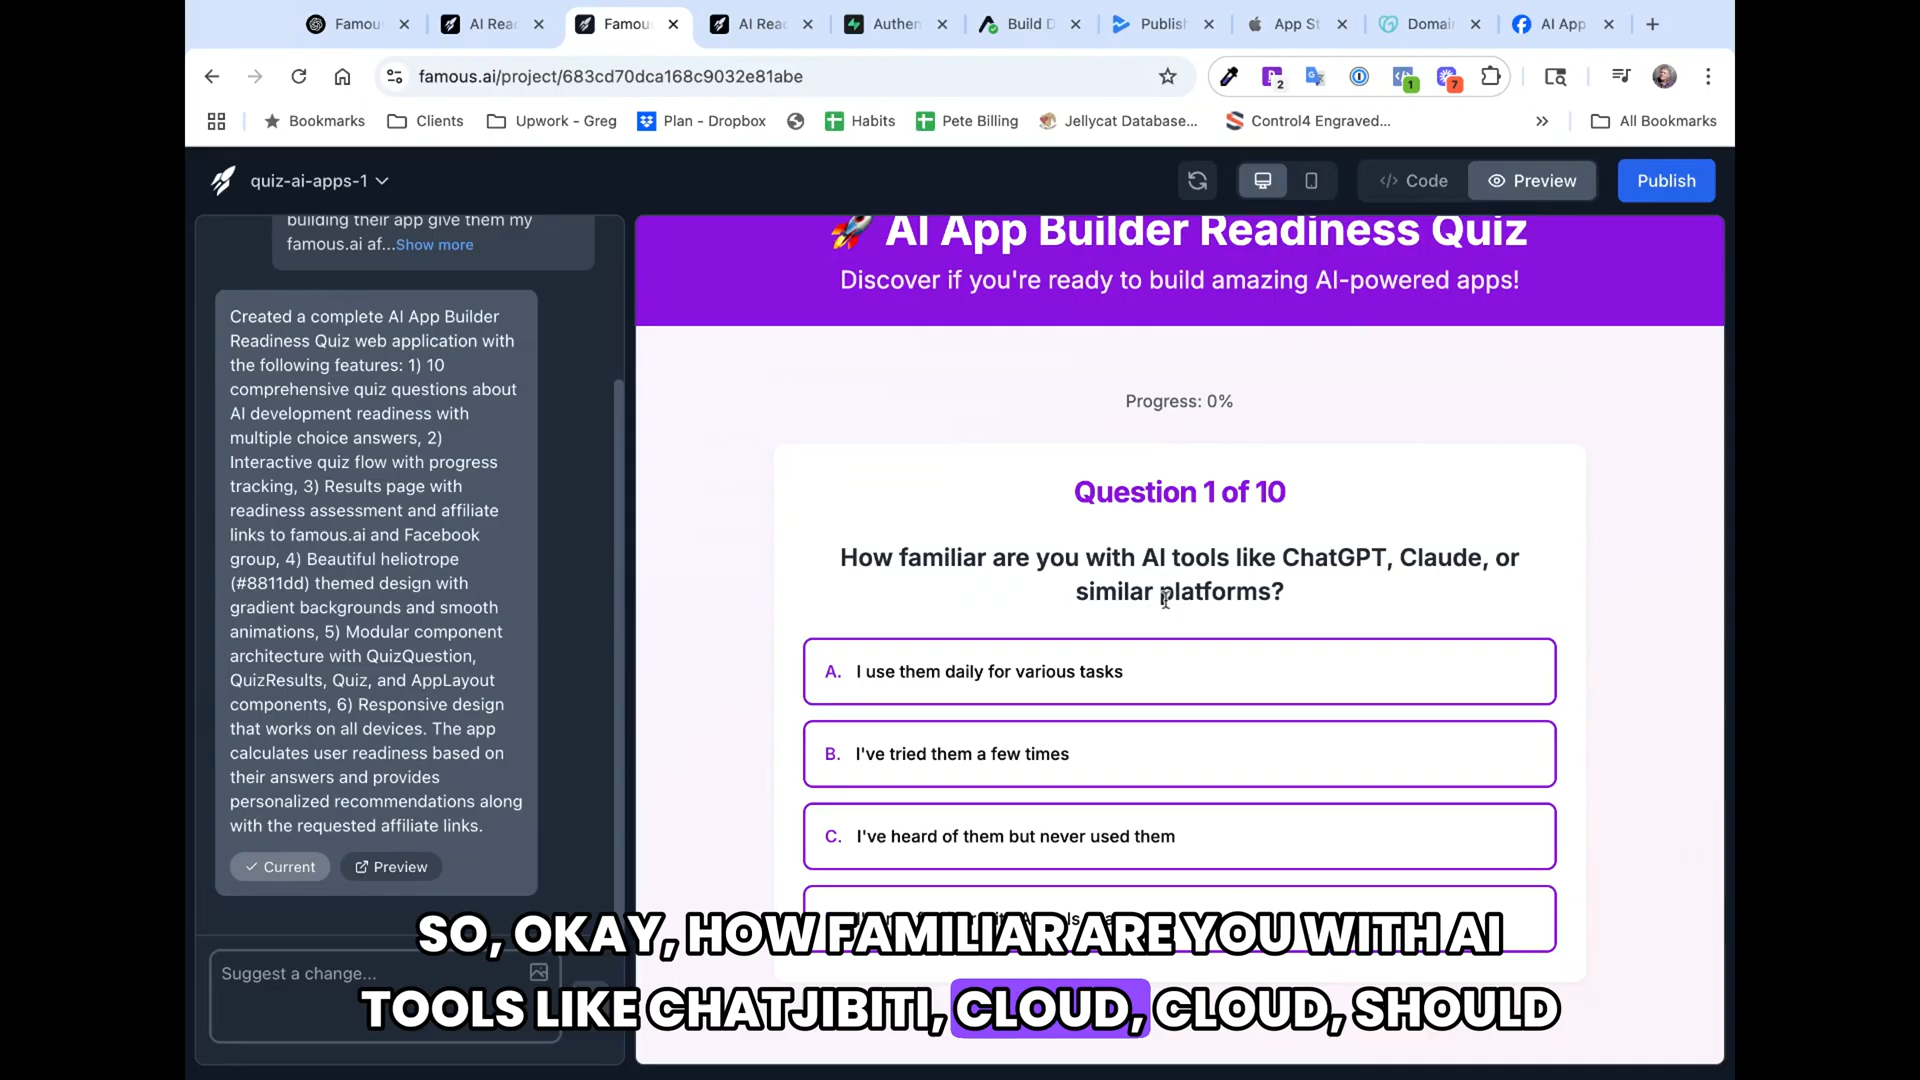 Famou
AI Rea
Famou
AI Rea
Authen
Build D
Publish
App St
Domai
AI App
famous.ai/project/683cd70dca168c9032e81abe
2
1
7
Bookmarks
Clients
Upwork - Greg
Plan - Dropbox
Habits
Pete Billing
Jellycat Database...
Control4 Engraved...
All Bookmarks
quiz-ai-apps-1
Code
Preview
Publish
building their app give them my
famous.ai af...Show more
Created a complete AI App Builder
Readiness Quiz web application with
the following features: 1) 10
comprehensive quiz questions about
AI development readiness with
multiple choice answers, 2)
Interactive quiz flow with progress
tracking, 3) Results page with
readiness assessment and affiliate
links to famous.ai and Facebook
group, 4) Beautiful heliotrope
(#8811dd) themed design with
gradient backgrounds and smooth
animations, 5) Modular component
architecture with QuizQuestion,
QuizResults, Quiz, and AppLayout
components, 6) Responsive design
that works on all devices. The app
calculates user readiness based on
their answers and provides
personalized recommendations along
with the requested affiliate links.
Current
Preview
Suggest a change...
AI App Builder Readiness Quiz
Discover if you're ready to build amazing AI-powered apps!
Progress: 0%
Question 1 of 10
How familiar are you with AI tools like ChatGPT, Claude, or
similar platforms?
A. I use them daily for various tasks
B. I've tried them a few times
C. I've heard of them but never used them
SO, OKAY, HOW FAMILIAR ARE YOU WITH AI
TOOLS LIKE CHATJIBITI, CLOUD, CLOUD, SHOULD